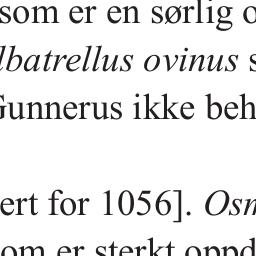 som er en sørlig
lbatrellus ovinus
Gunnerus ikke beh
ert for 1056]. Osm
om er sterkt oppd